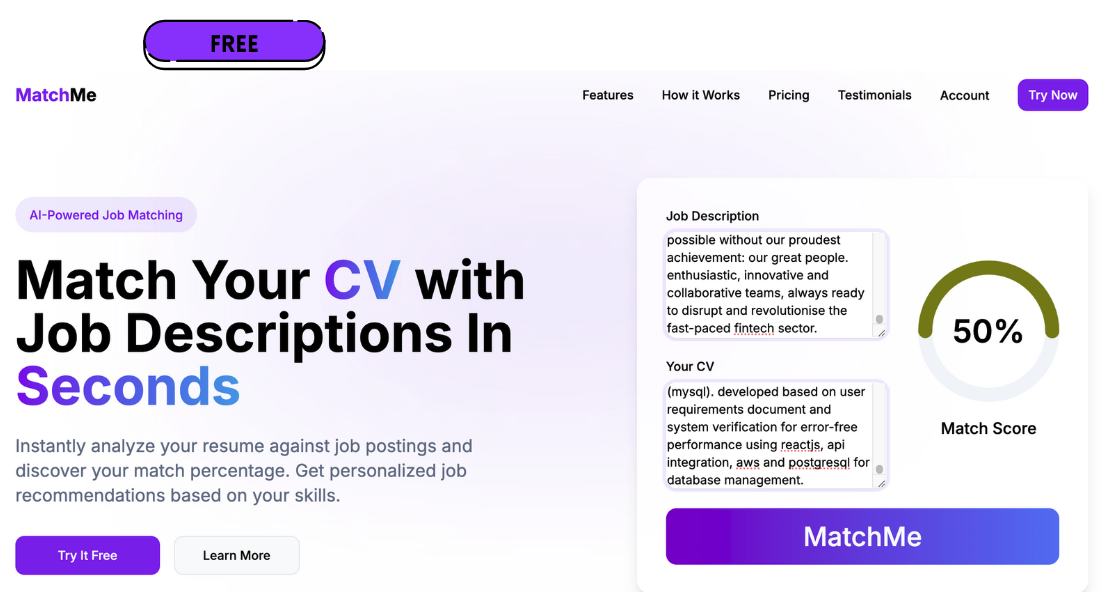 FREE
MatchMe
Features
How it Works
Pricing
Testimonials
Account
Try Now
AI-Powered Job Matching
Match Your CV with
Job Descriptions In
Seconds
Instantly analyze your resume against job postings and
discover your match percentage. Get personalized job
recommendations based on your skills.
Try It Free
Learn More
Job Description
possible without our proudest
achievement: our great people.
enthusiastic, innovative and
collaborative teams, always ready
to disrupt and revolutionise the
fast-paced fintech sector.
Your CV
(mysql). developed based on user
requirements document and
system verification for error-free
performance using reactjs, api
integration, aws and postgresql for
database management.
50%
Match Score
MatchMe